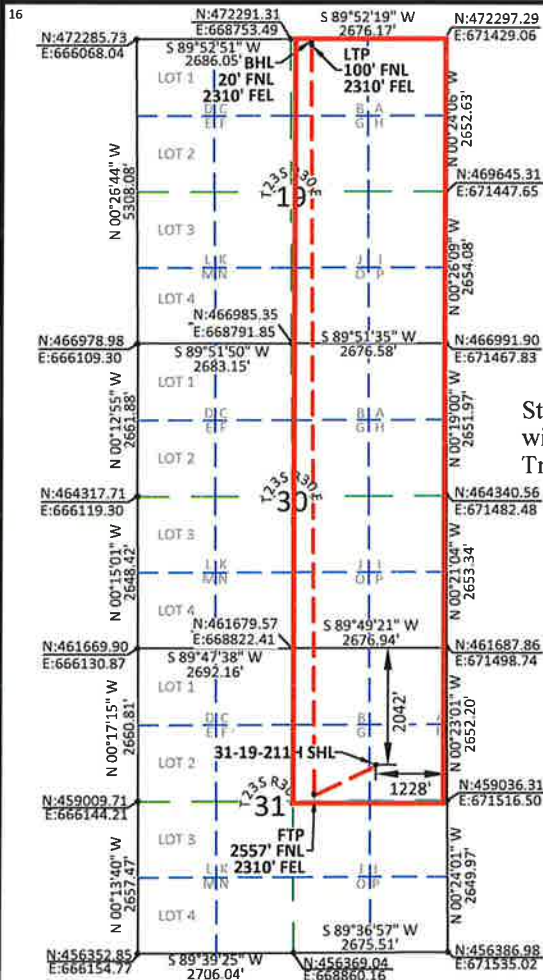 16
N:472291.31
E:668753.49
S 89°52'19" W
2676.17'
N:472297.29
E:671429.06
N:472285.73
E:666068.04
S 89°52'51" W
2686.05'
BHL
20' FNL
2310' FEL
LTP
100' FNL
2310' FEL
LOT 1
D C
E F
B A
G H
N 00°24'06" W
2652.63'
LOT 2
N 00°26'44" W
5308.08'
T23S R30E
19
N:469645.31
E:671447.65
LOT 3
L K
M N
J I
O P
N 00°26'09" W
2654.08'
LOT 4
N:466985.35
E:668791.85
S 89°51'35" W
2676.58'
N:466978.98
E:666109.30
S 89°51'50" W
2683.15'
N:466991.90
E:671467.83
LOT 1
N 00°12'55" W
2661.88'
D C
E F
B A
G H
N 00°19'00" W
2651.97'
St
wi
Tr
LOT 2
T23S R30E
30
N:464317.71
E:666119.30
N:464340.56
E:671482.48
LOT 3
N 00°15'01" W
2648.42'
L K
M N
J I
O P
N 00°21'04" W
2653.34'
LOT 4
N:461679.57
E:668822.41
S 89°49'21" W
2676.94'
N:461669.90
E:666130.87
S 89°47'38" W
2692.16'
N:461687.86
E:671498.74
LOT 1
N 00°17'15" W
2660.81'
D C
E F
B A
G
2042'
N 00°23'01" W
2652.20'
LOT 2
31-19-211H SHL
1228'
T23S R30
31
N:459009.71
E:666144.21
N:459036.31
E:671516.50
FTP
2557' FNL
2310' FEL
LOT 3
N 00°13'40" W
2657.47'
L K
M N
J I
O P
N 00°24'01" W
2649.97'
LOT 4
S 89°36'57" W
2675.51'
N:456352.85
E:666154.77
S 89°39'25" W
2706.04'
N:456369.04
E:668860.16
N:456386.98
E:671535.02